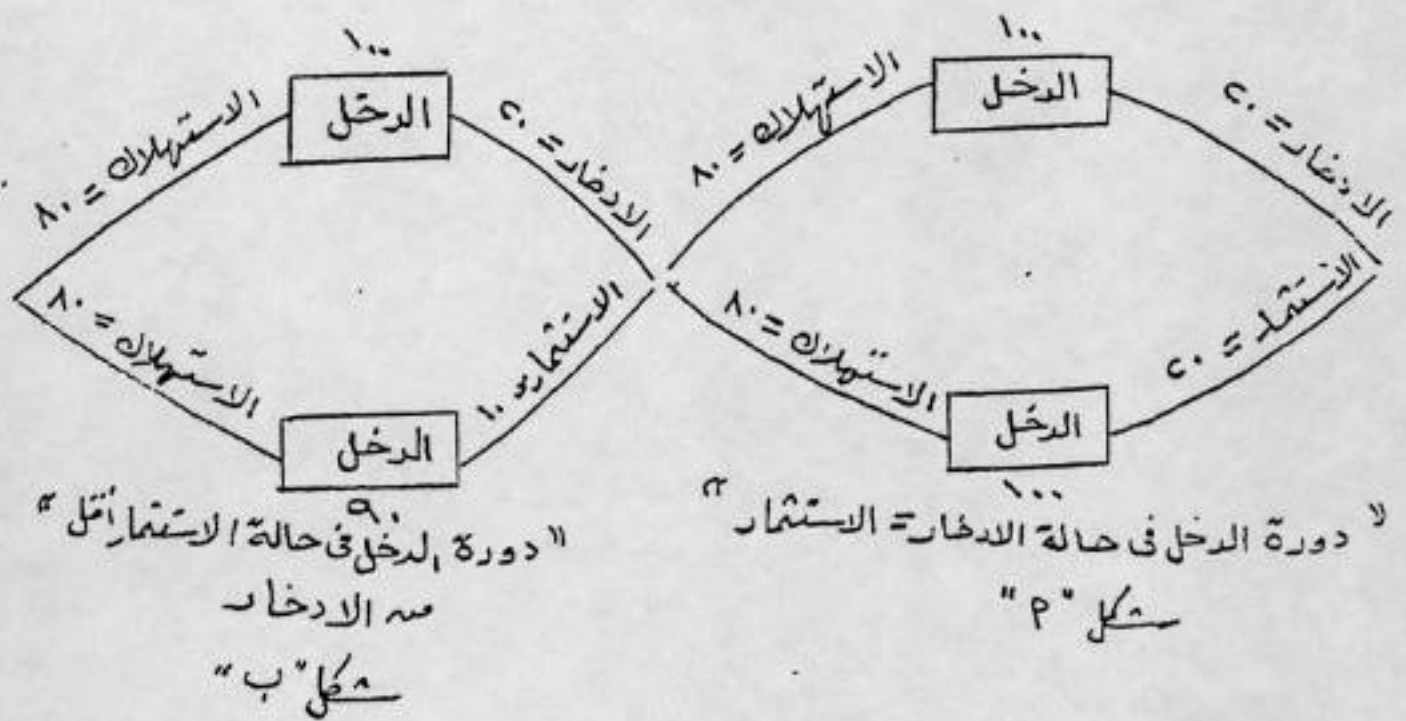 ١٠٠
الدخل
الاستهلاك = ٨٠
الادخار = ٢٠
الاستهلاك = ٨٠
الاستثمار = ٢٠
الدخل
١٠٠
" دورة الدخل فى حالة الادخار = الاستثمار "
شكل "أ"
١٠٠
الدخل
الاستهلاك = ٨٠
الادخار = ٢٠
الاستهلاك = ٨٠
الاستثمار = ١٠
الدخل
٩٠
" دورة الدخل فى حالة الاستثمار أقل "
من الادخار
شكل "ب"